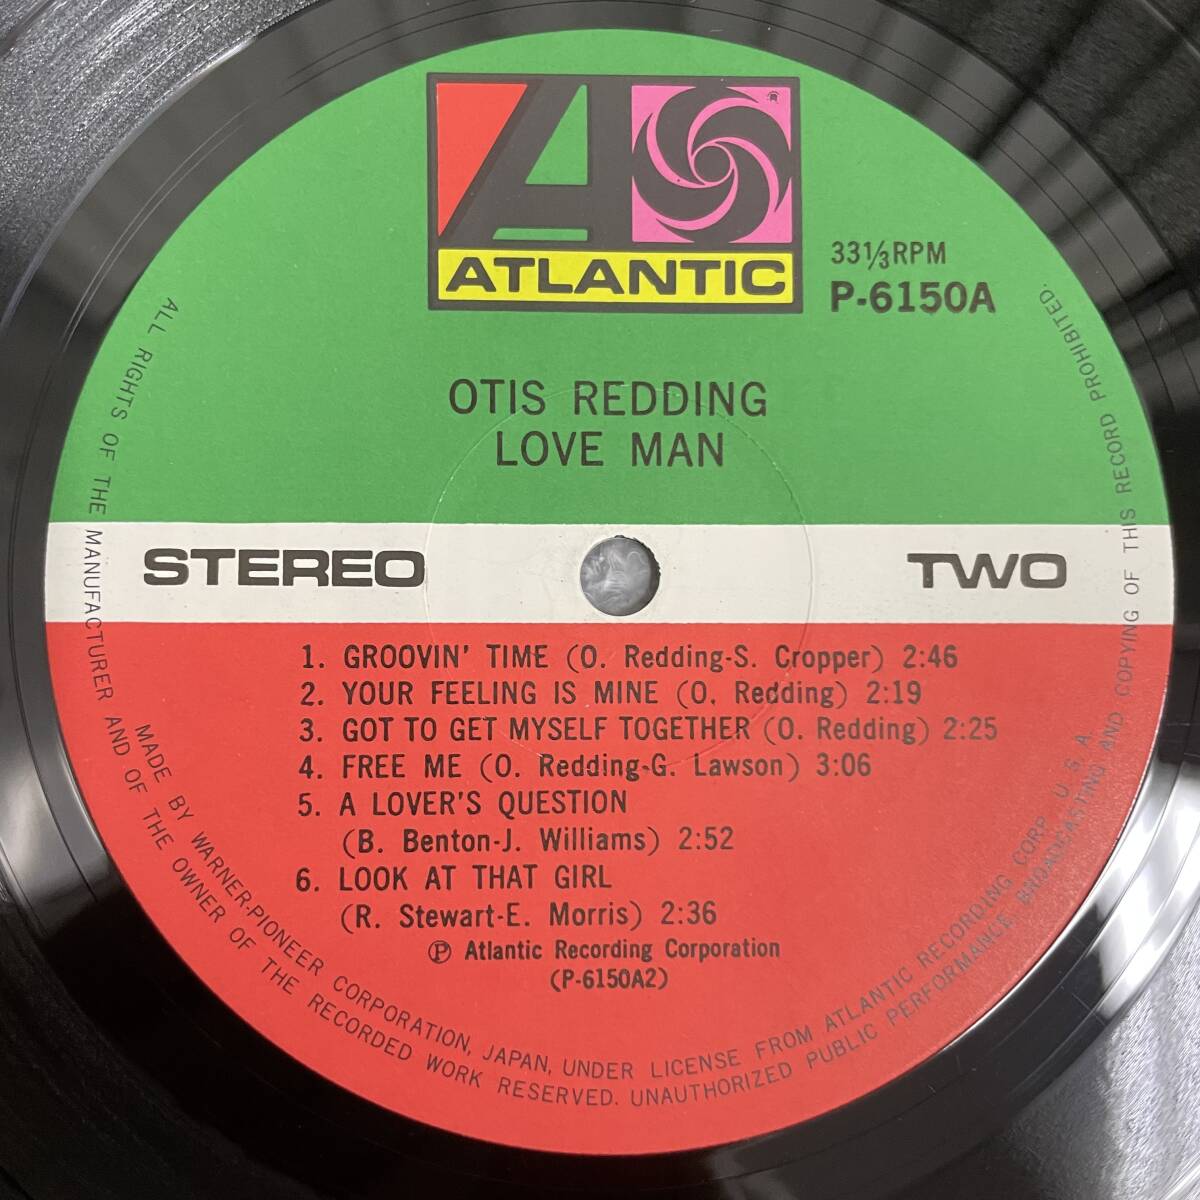 ATLANTIC
®
33⅓RPM
P-6150A
OTIS REDDING
LOVE MAN
STEREO
TWO
1. GROOVIN' TIME (O. Redding-S. Cropper) 2:46
2. YOUR FEELING IS MINE (O. Redding) 2:19
3. GOT TO GET MYSELF TOGETHER (O. Redding) 2:25
4. FREE ME (O. Redding-G. Lawson) 3:06
5. A LOVER'S QUESTION
(B. Benton-J. Williams) 2:52
6. LOOK AT THAT GIRL
(R. Stewart-E. Morris) 2:36
Ⓟ Atlantic Recording Corporation
(P-6150A2)
MADE BY WARNER-PIONEER CORPORATION, JAPAN, UNDER LICENSE FROM ATLANTIC RECORDING CORP. U.S.A.
ALL RIGHTS OF THE MANUFACTURER AND OF THE OWNER OF THE RECORDED WORK RESERVED. UNAUTHORIZED PUBLIC PERFORMANCE, BROADCASTING AND COPYING OF THIS RECORD PROHIBITED.